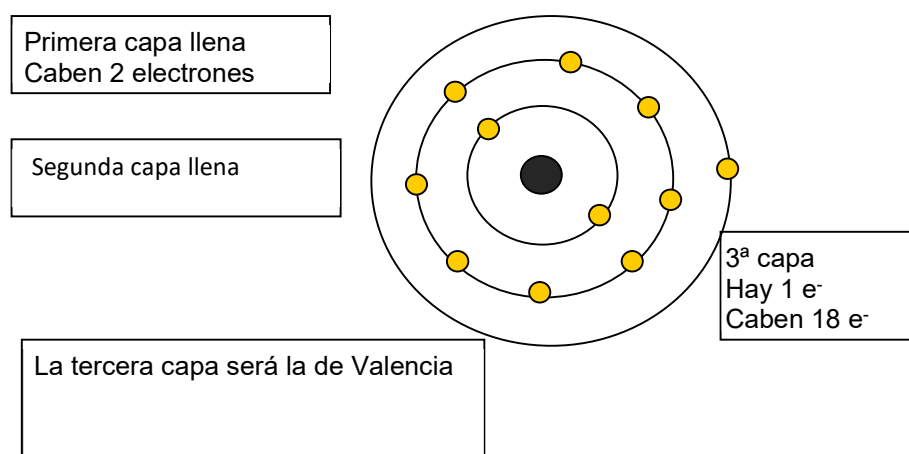 Primera capa llena
Caben 2 electrones
Segunda capa llena
3ª capa
Hay 1 e-
Caben 18 e-
La tercera capa será la de Valencia